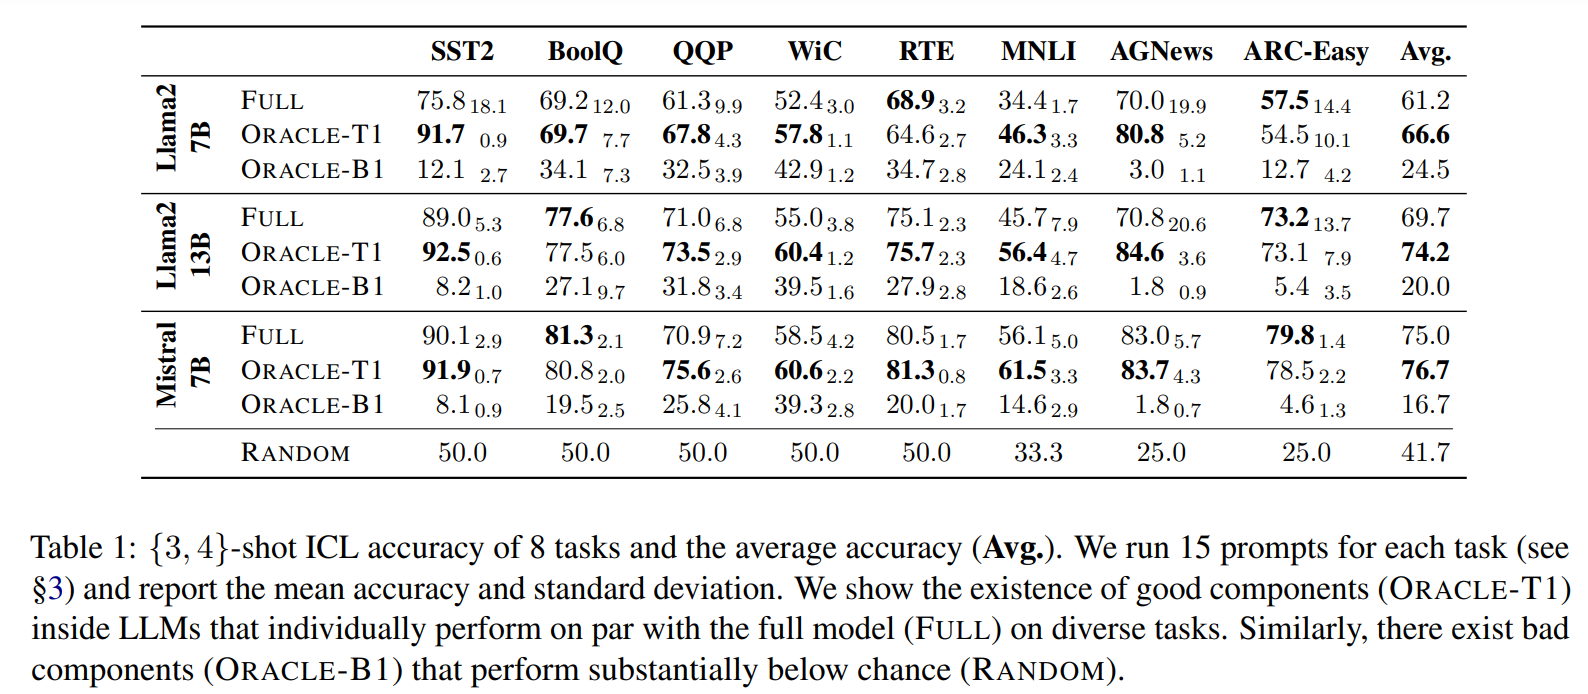 SST2 BoolQ QQP WiC RTE MNLI AGNews ARC-Easy Avg.
Llama2 7B
FULL 75.8 18.1 69.2 12.0 61.3 9.9 52.4 3.0 68.9 3.2 34.4 1.7 70.0 19.9 57.5 14.4 61.2
ORACLE-T1 91.7 0.9 69.7 7.7 67.8 4.3 57.8 1.1 64.6 2.7 46.3 3.3 80.8 5.2 54.5 10.1 66.6
ORACLE-B1 12.1 2.7 34.1 7.3 32.5 3.9 42.9 1.2 34.7 2.8 24.1 2.4 3.0 1.1 12.7 4.2 24.5
Llama2 13B
FULL 89.0 5.3 77.6 6.8 71.0 6.8 55.0 3.8 75.1 2.3 45.7 7.9 70.8 20.6 73.2 13.7 69.7
ORACLE-T1 92.5 0.6 77.5 6.0 73.5 2.9 60.4 1.2 75.7 2.3 56.4 4.7 84.6 3.6 73.1 7.9 74.2
ORACLE-B1 8.2 1.0 27.1 9.7 31.8 3.4 39.5 1.6 27.9 2.8 18.6 2.6 1.8 0.9 5.4 3.5 20.0
Mistral 7B
FULL 90.1 2.9 81.3 2.1 70.9 7.2 58.5 4.2 80.5 1.7 56.1 5.0 83.0 5.7 79.8 1.4 75.0
ORACLE-T1 91.9 0.7 80.8 2.0 75.6 2.6 60.6 2.2 81.3 0.8 61.5 3.3 83.7 4.3 78.5 2.2 76.7
ORACLE-B1 8.1 0.9 19.5 2.5 25.8 4.1 39.3 2.8 20.0 1.7 14.6 2.9 1.8 0.7 4.6 1.3 16.7
RANDOM 50.0 50.0 50.0 50.0 50.0 33.3 25.0 25.0 41.7
Table 1: {3, 4}-shot ICL accuracy of 8 tasks and the average accuracy (Avg.). We run 15 prompts for each task (see
§3) and report the mean accuracy and standard deviation. We show the existence of good components (ORACLE-T1)
inside LLMs that individually perform on par with the full model (FULL) on diverse tasks. Similarly, there exist bad
components (ORACLE-B1) that perform substantially below chance (RANDOM).